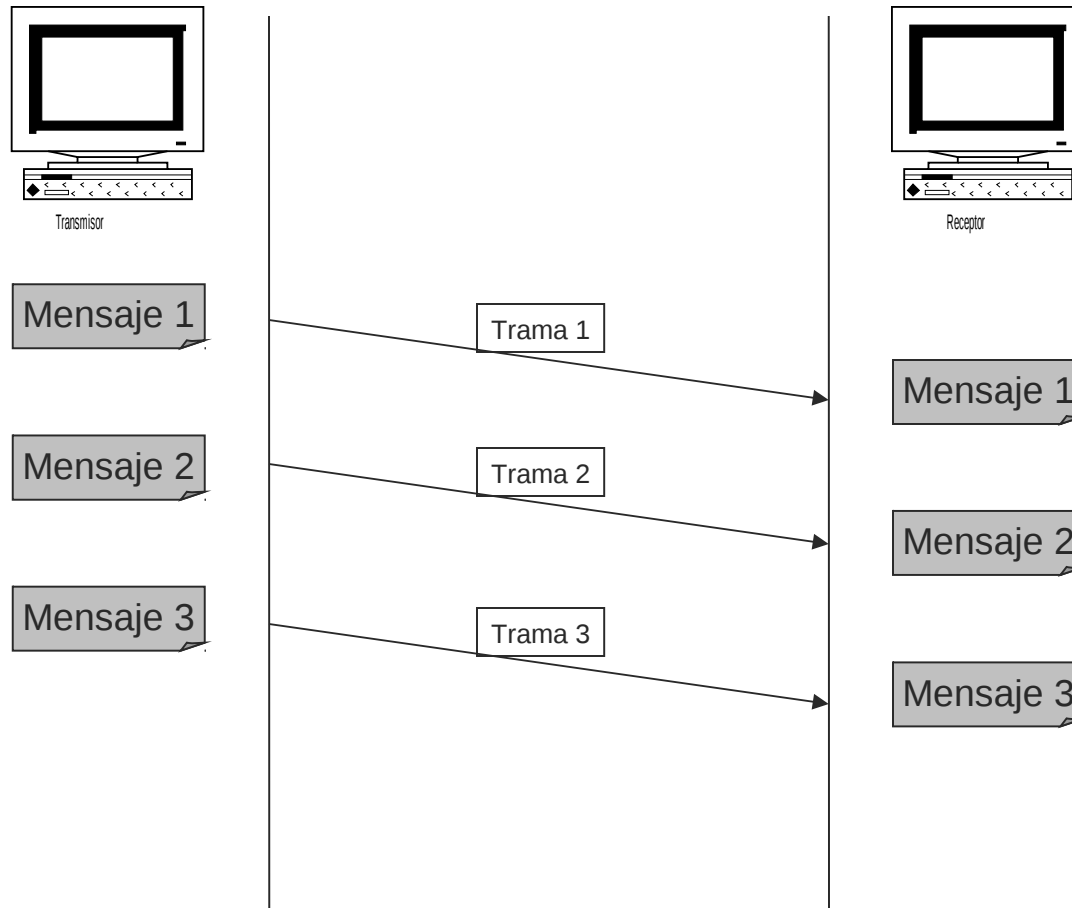 Transmisor
Receptor
Mensaje 1
Trama 1
Mensaje 1
Mensaje 2
Trama 2
Mensaje 2
Mensaje 3
Trama 3
Mensaje 3